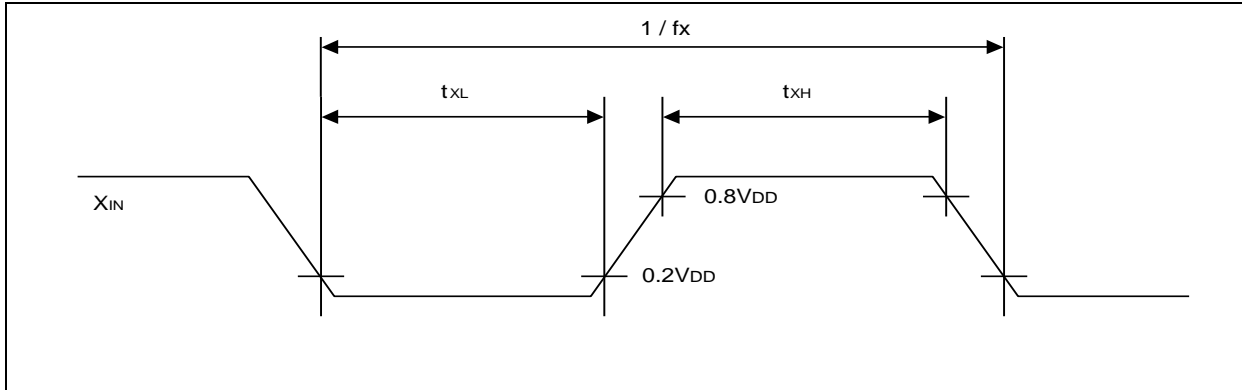 1 / fx
tXL
tXH
XIN
0.8VDD
0.2VDD